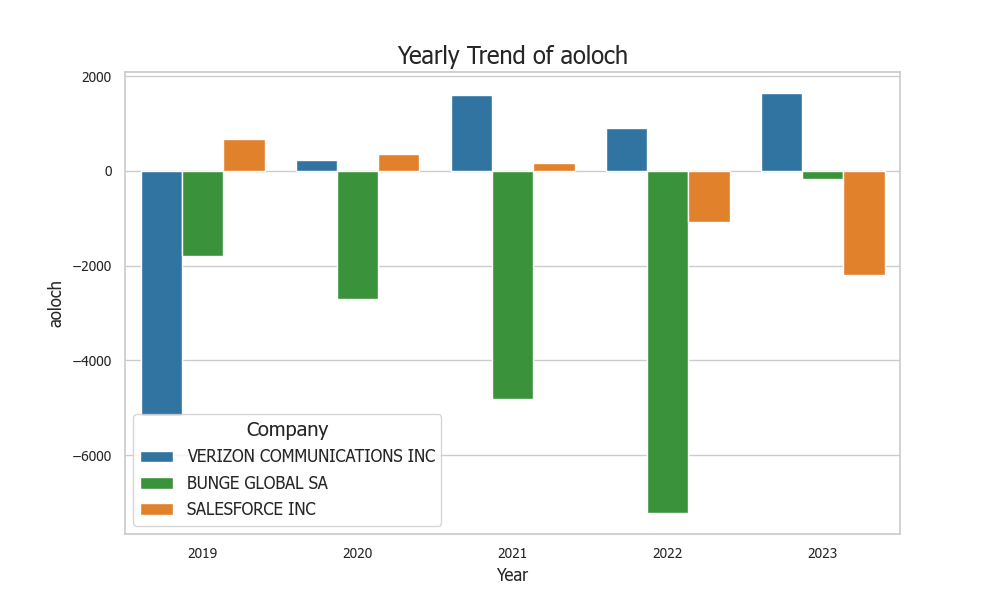 Yearly Trend of aoloch
2000
0
−2000
−4000
−6000
aoloch
Company
VERIZON COMMUNICATIONS INC
BUNGE GLOBAL SA
SALESFORCE INC
2019 2020 2021 2022 2023
Year